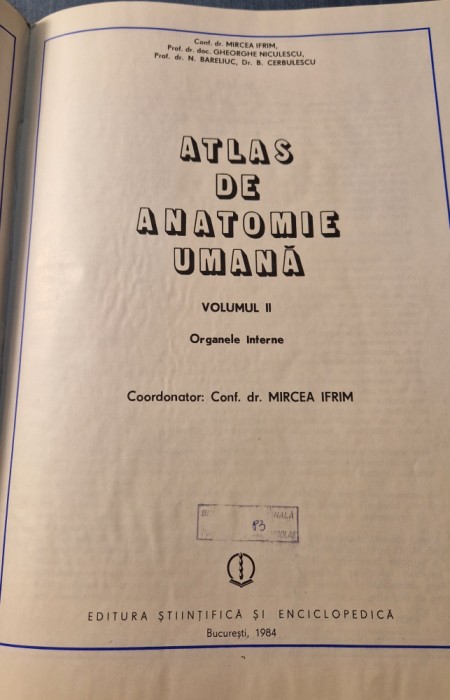 Conf. dr. MIRCEA IFRIM,
Prof. dr. doc. GHEORGHE NICULESCU,
Prof. dr. N. BARELIUC, Dr. B. CERBULESCU
ATLAS
DE
ANATOMIE
UMANĂ
VOLUMUL II
Organele interne
Coordonator: Conf. dr. MIRCEA IFRIM
P3
EDITURA ȘTIINȚIFICĂ ȘI ENCICLOPEDICĂ
București, 1984